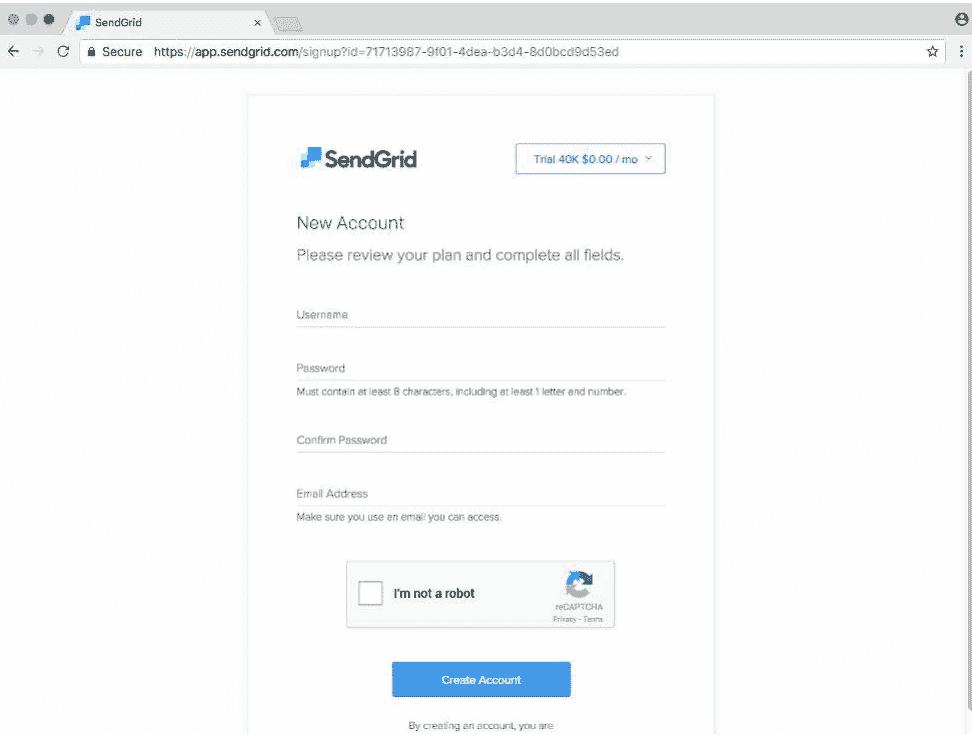 SendGrid
Secure https://app.sendgrid.com/signup?id=71713987-9f01-4dea-b3d4-8d0bcd9d53ed
SendGrid
Trial 40K $0.00 / mo
New Account
Please review your plan and complete all fields.
Username
Password
Must contain at least 8 characters, including at least 1 letter and number.
Confirm Password
Email Address
Make sure you use an email you can access.
I'm not a robot
reCAPTCHA
Privacy - Terms
Create Account
By creating an account, you are